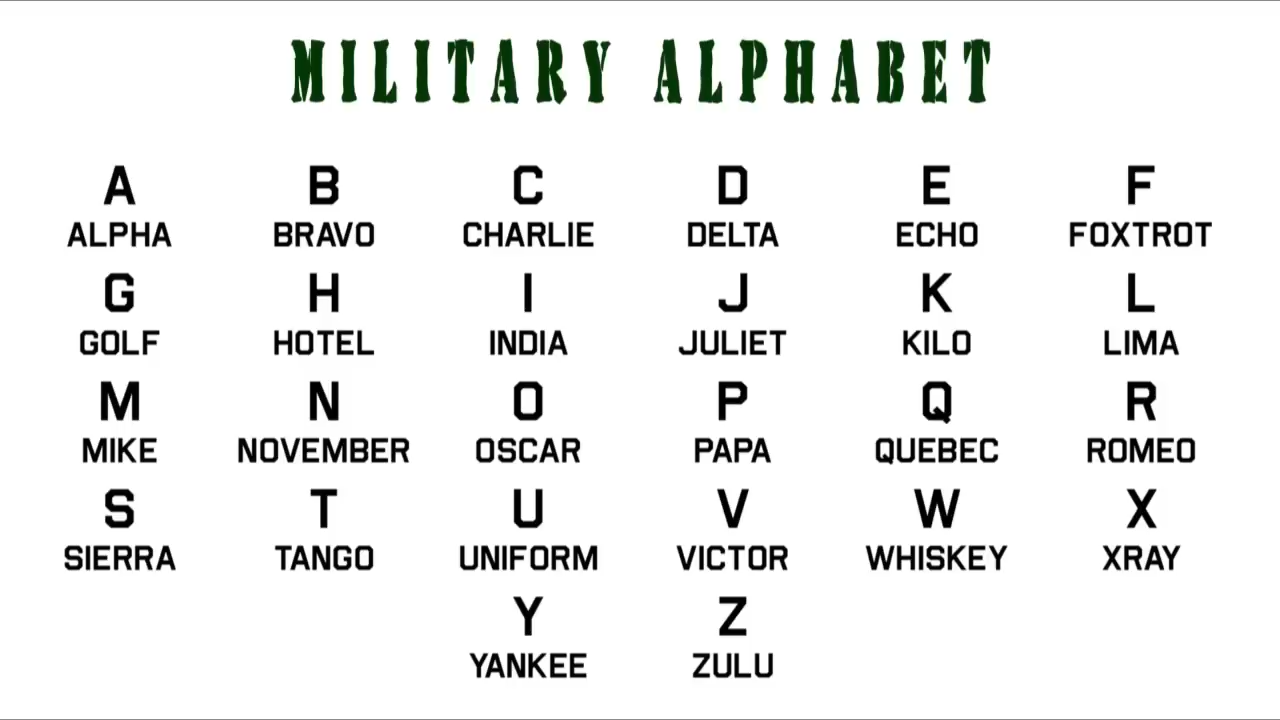 MILITARY ALPHABET
A B C D E F
ALPHA BRAVO CHARLIE DELTA ECHO FOXTROT
G H I J K L
GOLF HOTEL INDIA JULIET KILO LIMA
M N O P Q R
MIKE NOVEMBER OSCAR PAPA QUEBEC ROMEO
S T U V W X
SIERRA TANGO UNIFORM VICTOR WHISKEY XRAY
Y Z
YANKEE ZULU